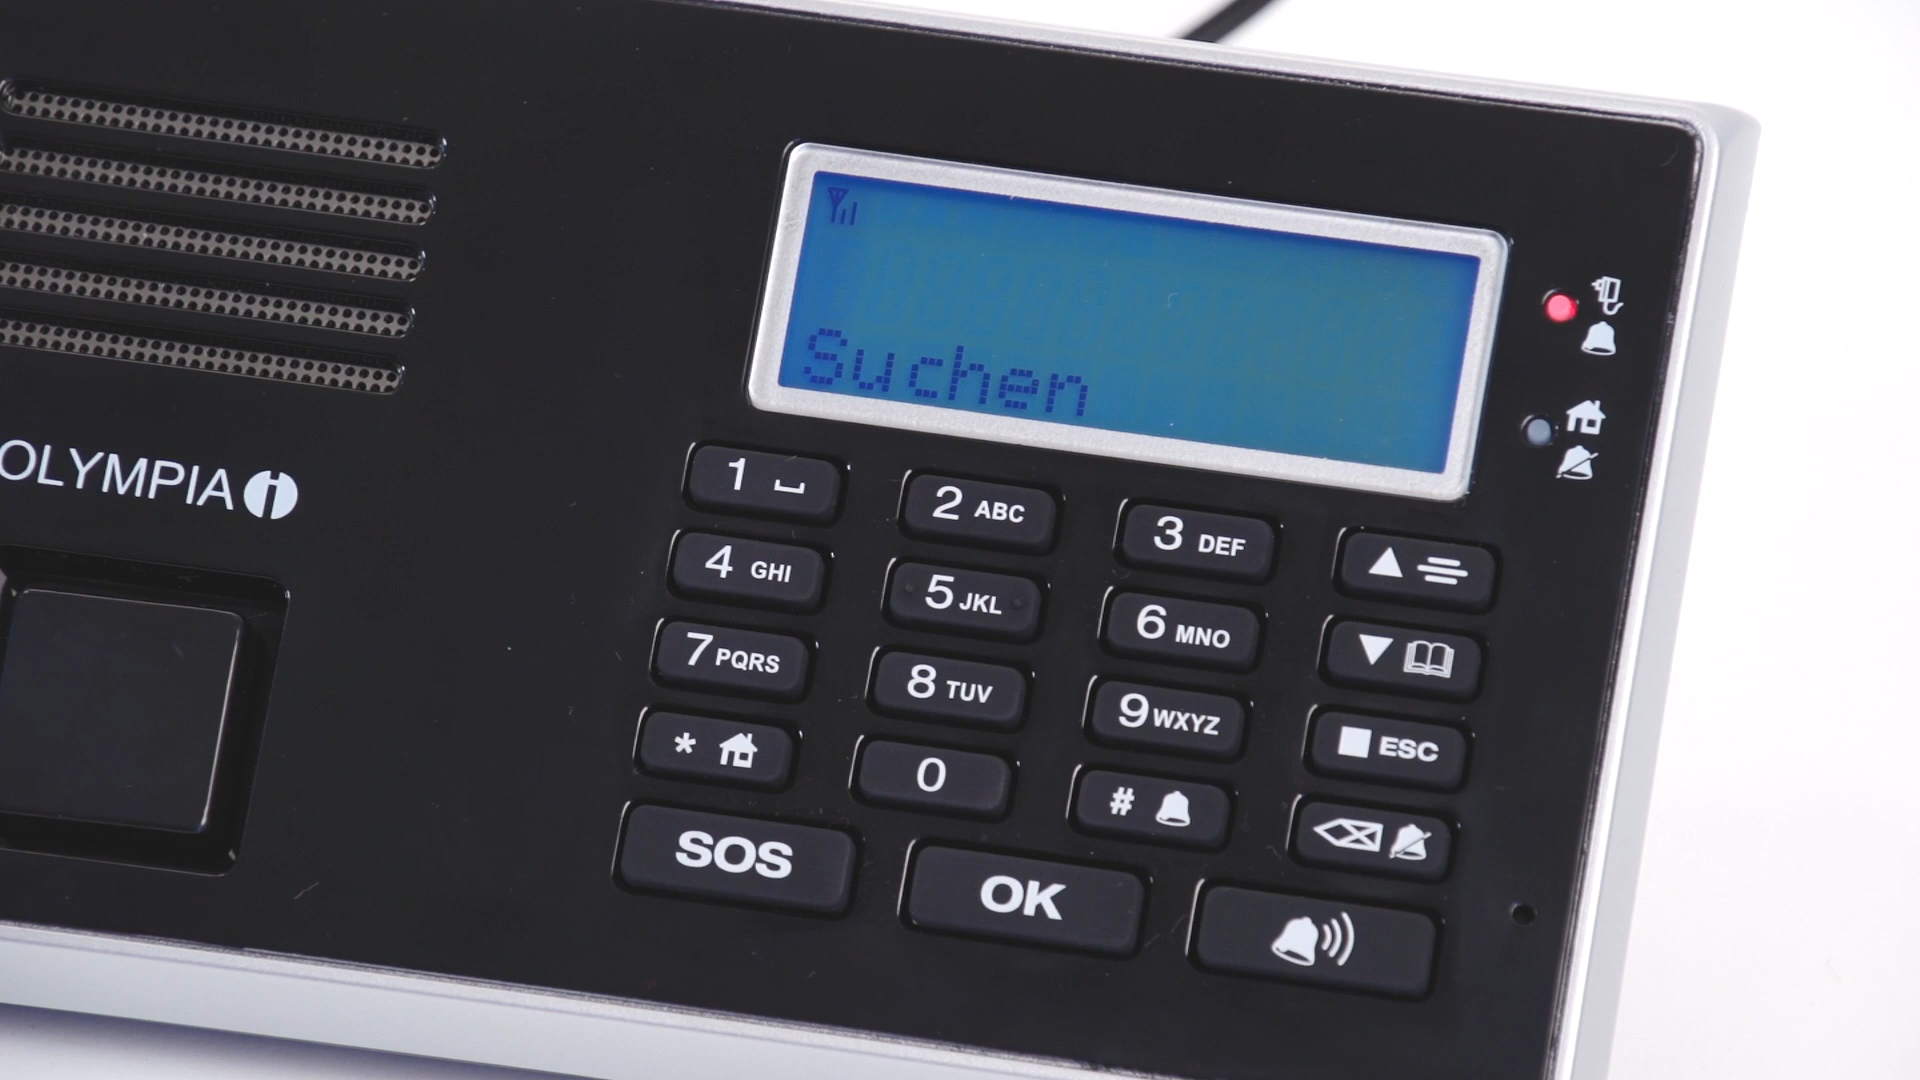 Suchen
OLYMPIA
1
2 ABC
3 DEF
4 GHI
5 JKL
6 MNO
7 PQRS
8 TUV
9 WXYZ
ESC
*
0
#
SOS
OK